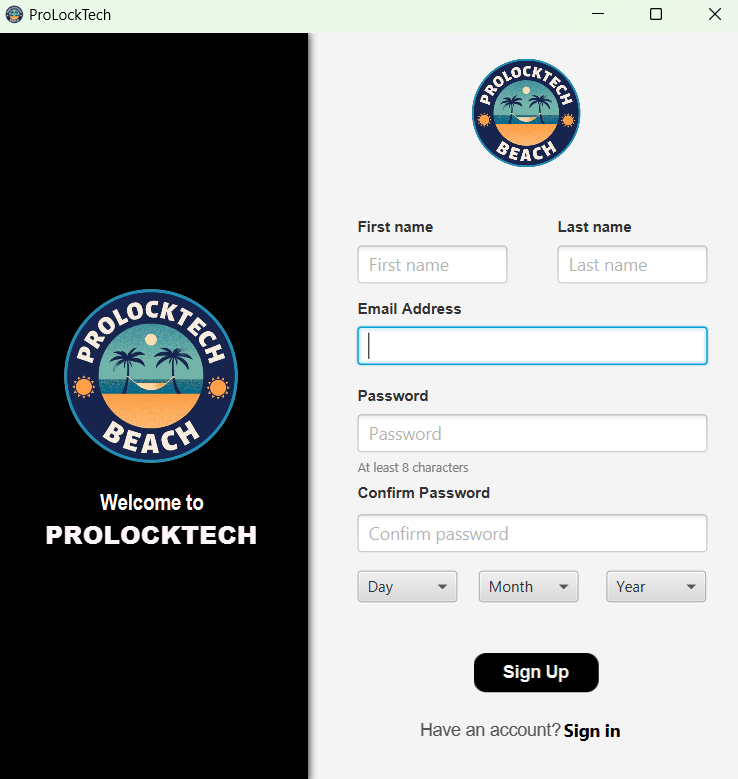 ProLockTech
PROLOCKTECH
BEACH
Welcome to
PROLOCKTECH
PROLOCKTECH
BEACH
First name Last name
First name Last name
Email Address
Password
Password
At least 8 characters
Confirm Password
Confirm password
Day Month Year
Sign Up
Have an account? Sign in